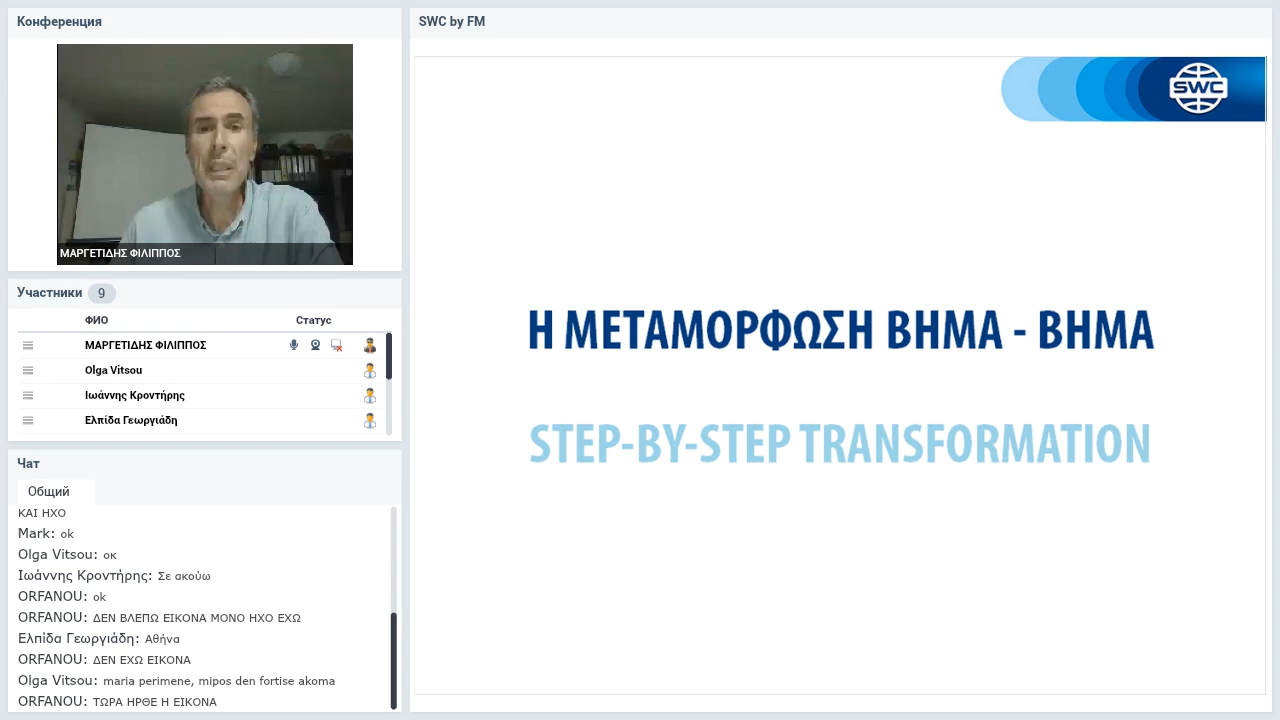 Конференция
ΜΑΡΓΕΤΙΔΗΣ ΦΙΛΙΠΠΟΣ
Участники 9
ФИО Статус
ΜΑΡΓΕΤΙΔΗΣ ΦΙΛΙΠΠΟΣ
Olga Vitsou
Ιωάννης Κροντήρης
Ελπίδα Γεωργιάδη
Чат
Общий
ΚΑΙ ΗΧΟ
Mark: ok
Olga Vitsou: οκ
Ιωάννης Κροντήρης: Σε ακούω
ORFANOU: ok
ORFANOU: ΔΕΝ ΒΛΕΠΩ ΕΙΚΟΝΑ ΜΟΝΟ ΗΧΟ ΕΧΩ
Ελπίδα Γεωργιάδη: Αθήνα
ORFANOU: ΔΕΝ ΕΧΩ ΕΙΚΟΝΑ
Olga Vitsou: maria perimene, mipos den fortise akoma
ORFANOU: ΤΩΡΑ ΗΡΘΕ Η ΕΙΚΟΝΑ
SWC by FM
SWC
Η ΜΕΤΑΜΟΡΦΩΣΗ ΒΗΜΑ - ΒΗΜΑ
STEP-BY-STEP TRANSFORMATION